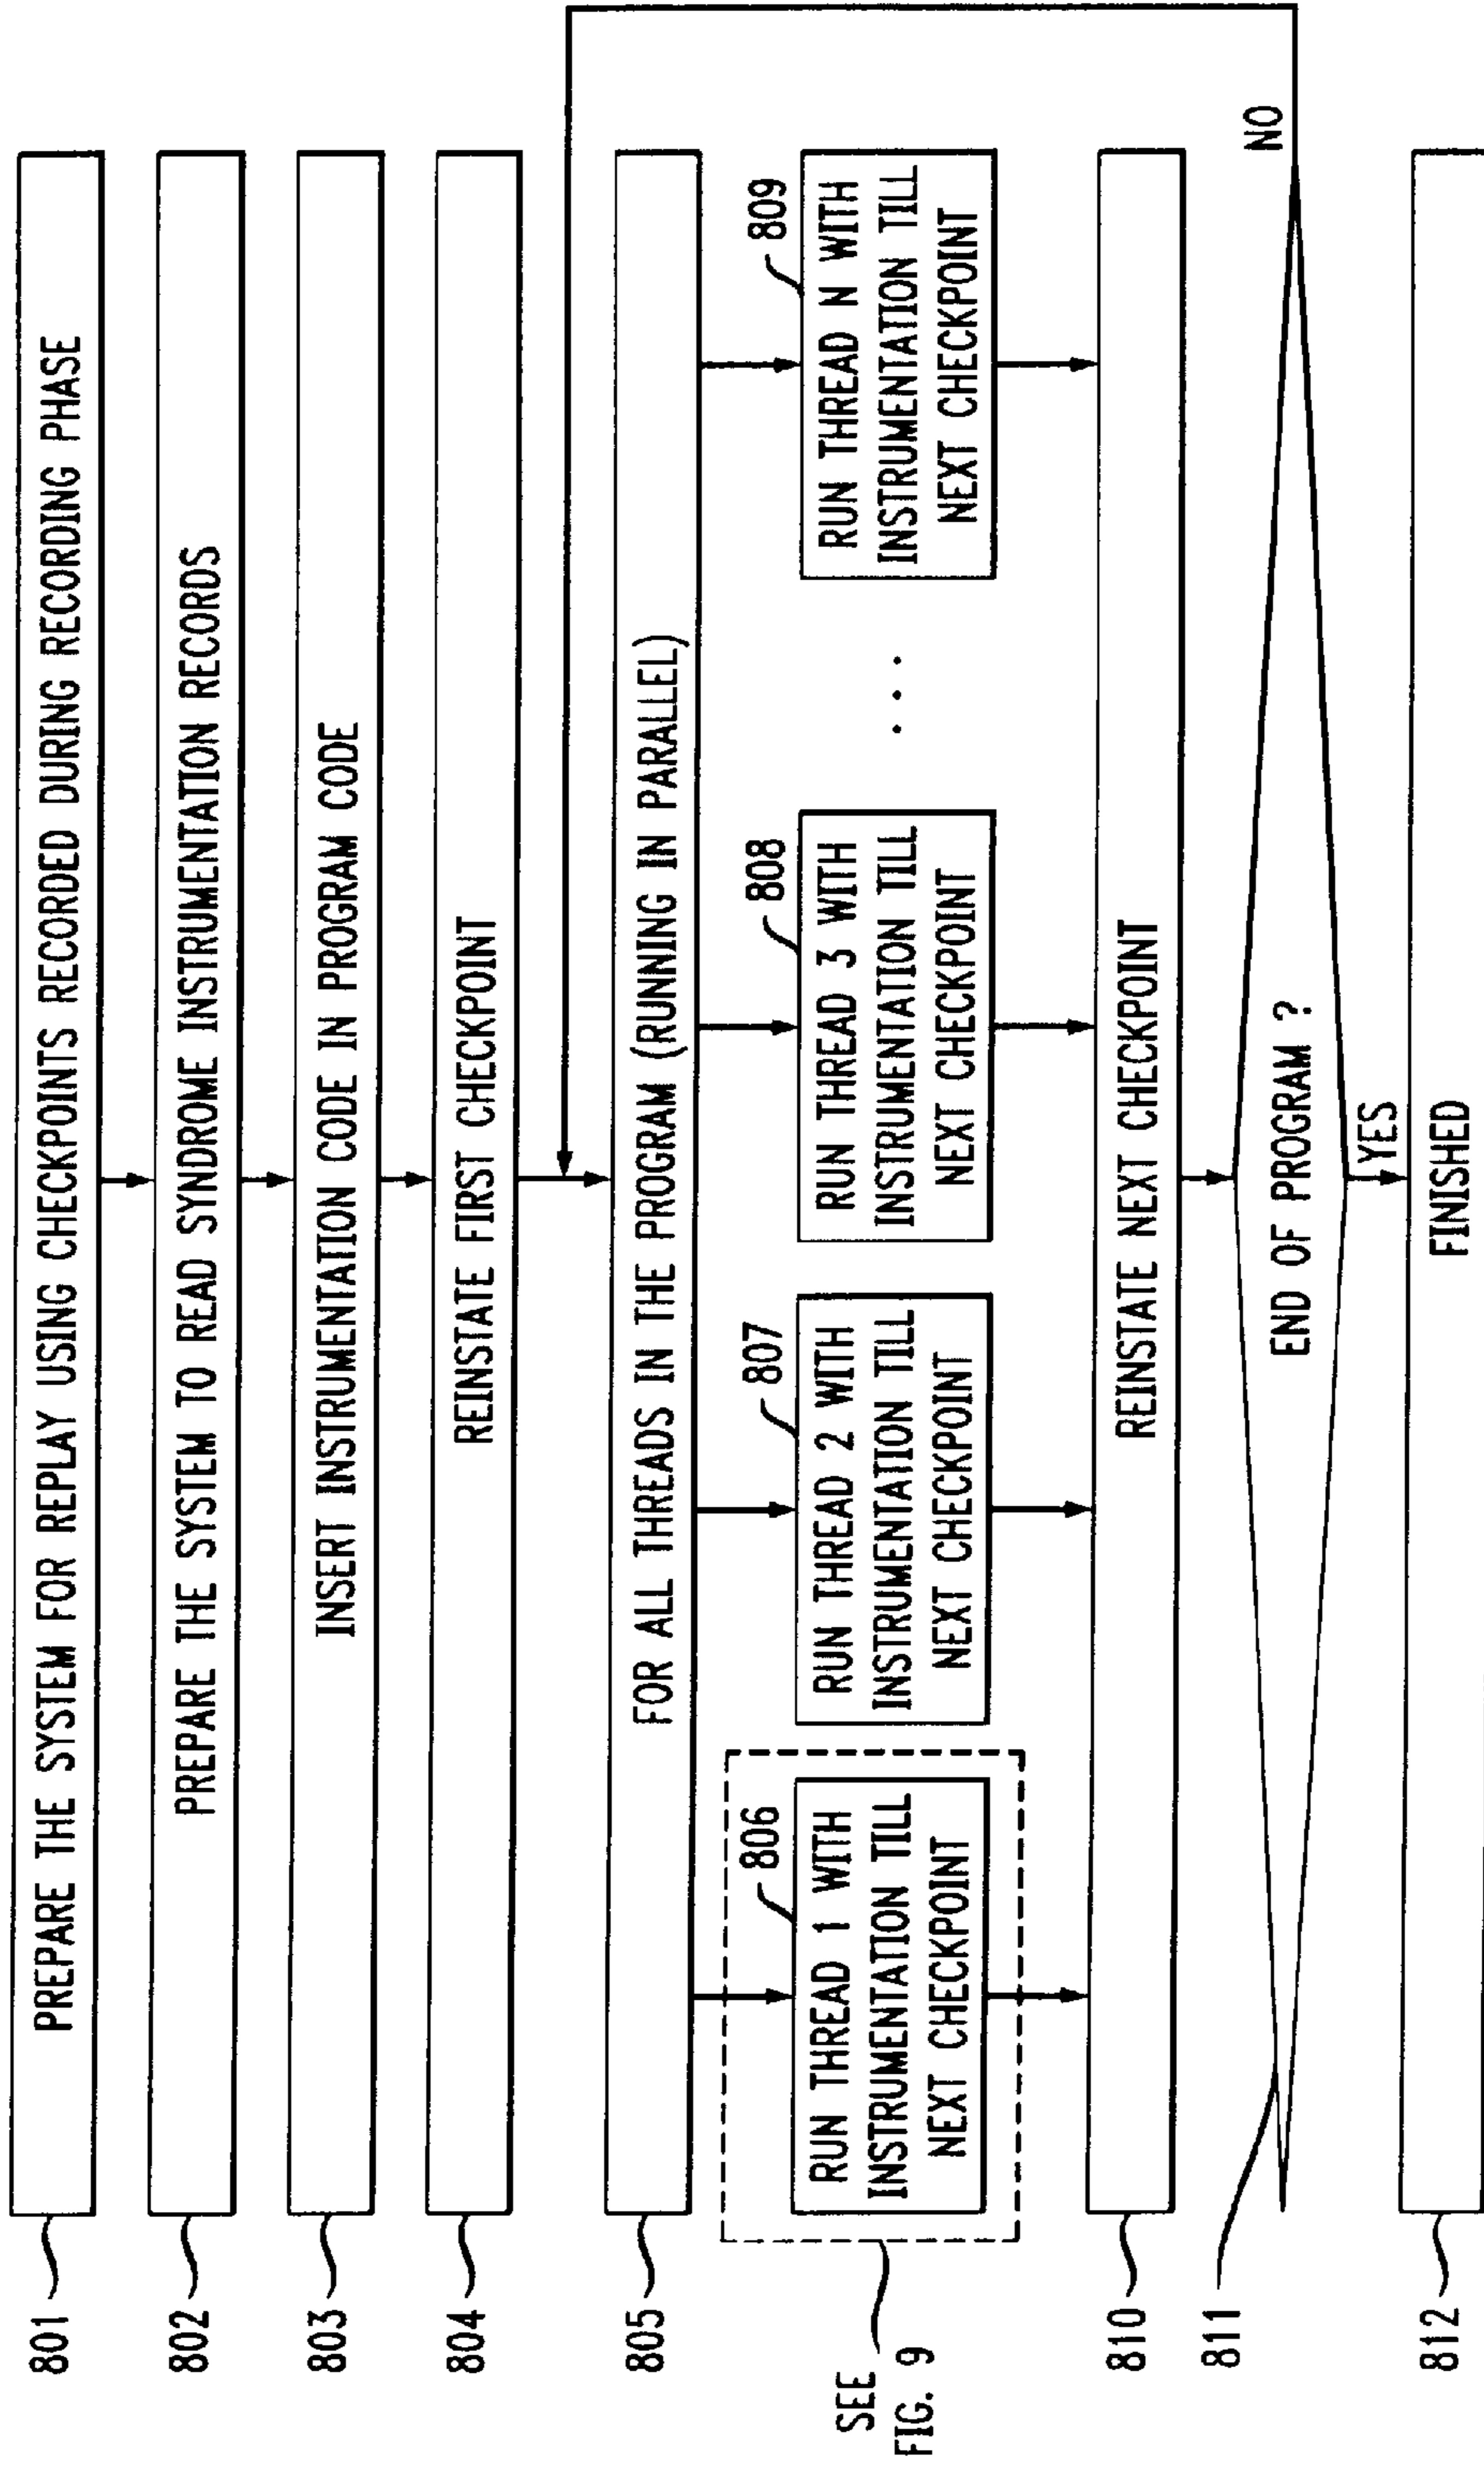 801
PREPARE THE SYSTEM FOR REPLAY USING CHECKPOINTS RECORDED DURING RECORDING PHASE
802
PREPARE THE SYSTEM TO READ SYNDROME INSTRUMENTATION RECORDS
803
INSERT INSTRUMENTATION CODE IN PROGRAM CODE
804
REINSTATE FIRST CHECKPOINT
805
FOR ALL THREADS IN THE PROGRAM (RUNNING IN PARALLEL)
SEE
FIG. 9
806
RUN THREAD 1 WITH
INSTRUMENTATION TILL
NEXT CHECKPOINT
807
RUN THREAD 2 WITH
INSTRUMENTATION TILL
NEXT CHECKPOINT
808
RUN THREAD 3 WITH
INSTRUMENTATION TILL
NEXT CHECKPOINT
. . .
809
RUN THREAD N WITH
INSTRUMENTATION TILL
NEXT CHECKPOINT
810
REINSTATE NEXT CHECKPOINT
811
END OF PROGRAM ?
NO
YES
812
FINISHED